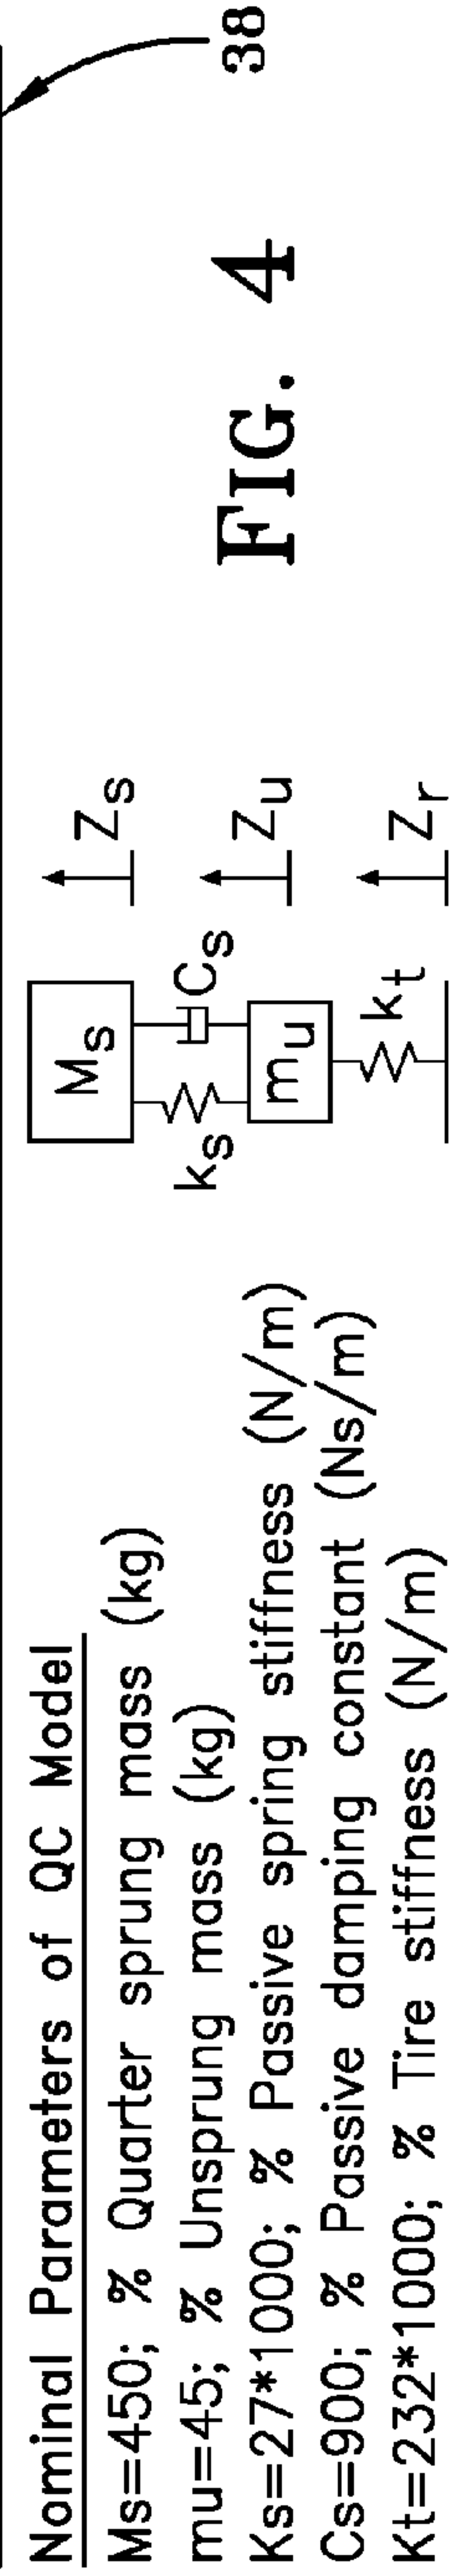 Nominal Parameters of QC Model
Ms=450; % Quarter sprung mass (kg)
mu=45; % Unsprung mass (kg)
Ks=27*1000; % Passive spring stiffness (N/m)
Cs=900; % Passive damping constant (Ns/m)
Kt=232*1000; % Tire stiffness (N/m)
Ms
ks
Cs
mu
kt
Zs
Zu
Zr
FIG. 4
38